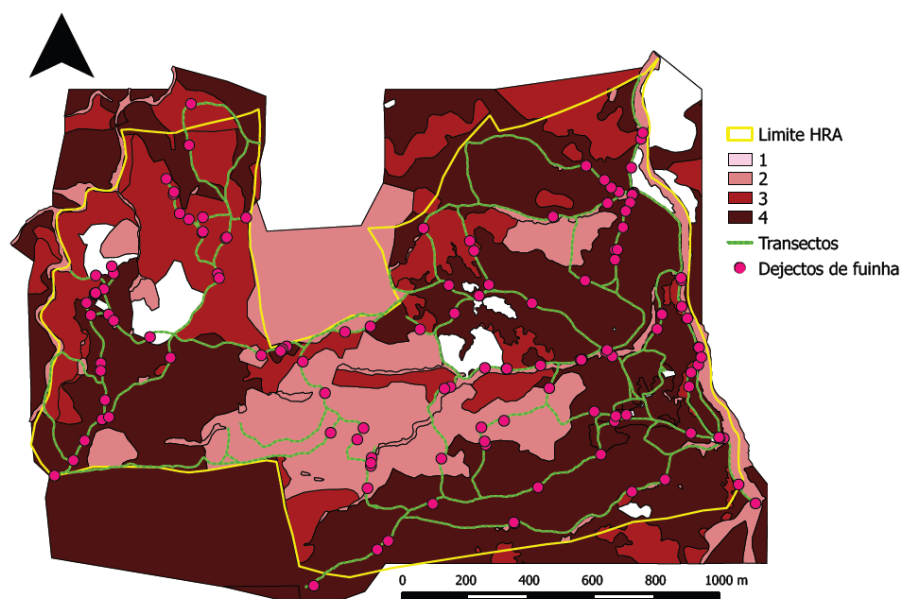 Limite HRA
1
2
3
4
Transectos
Dejectos de fuinha
0 200 400 600 800 1000 m